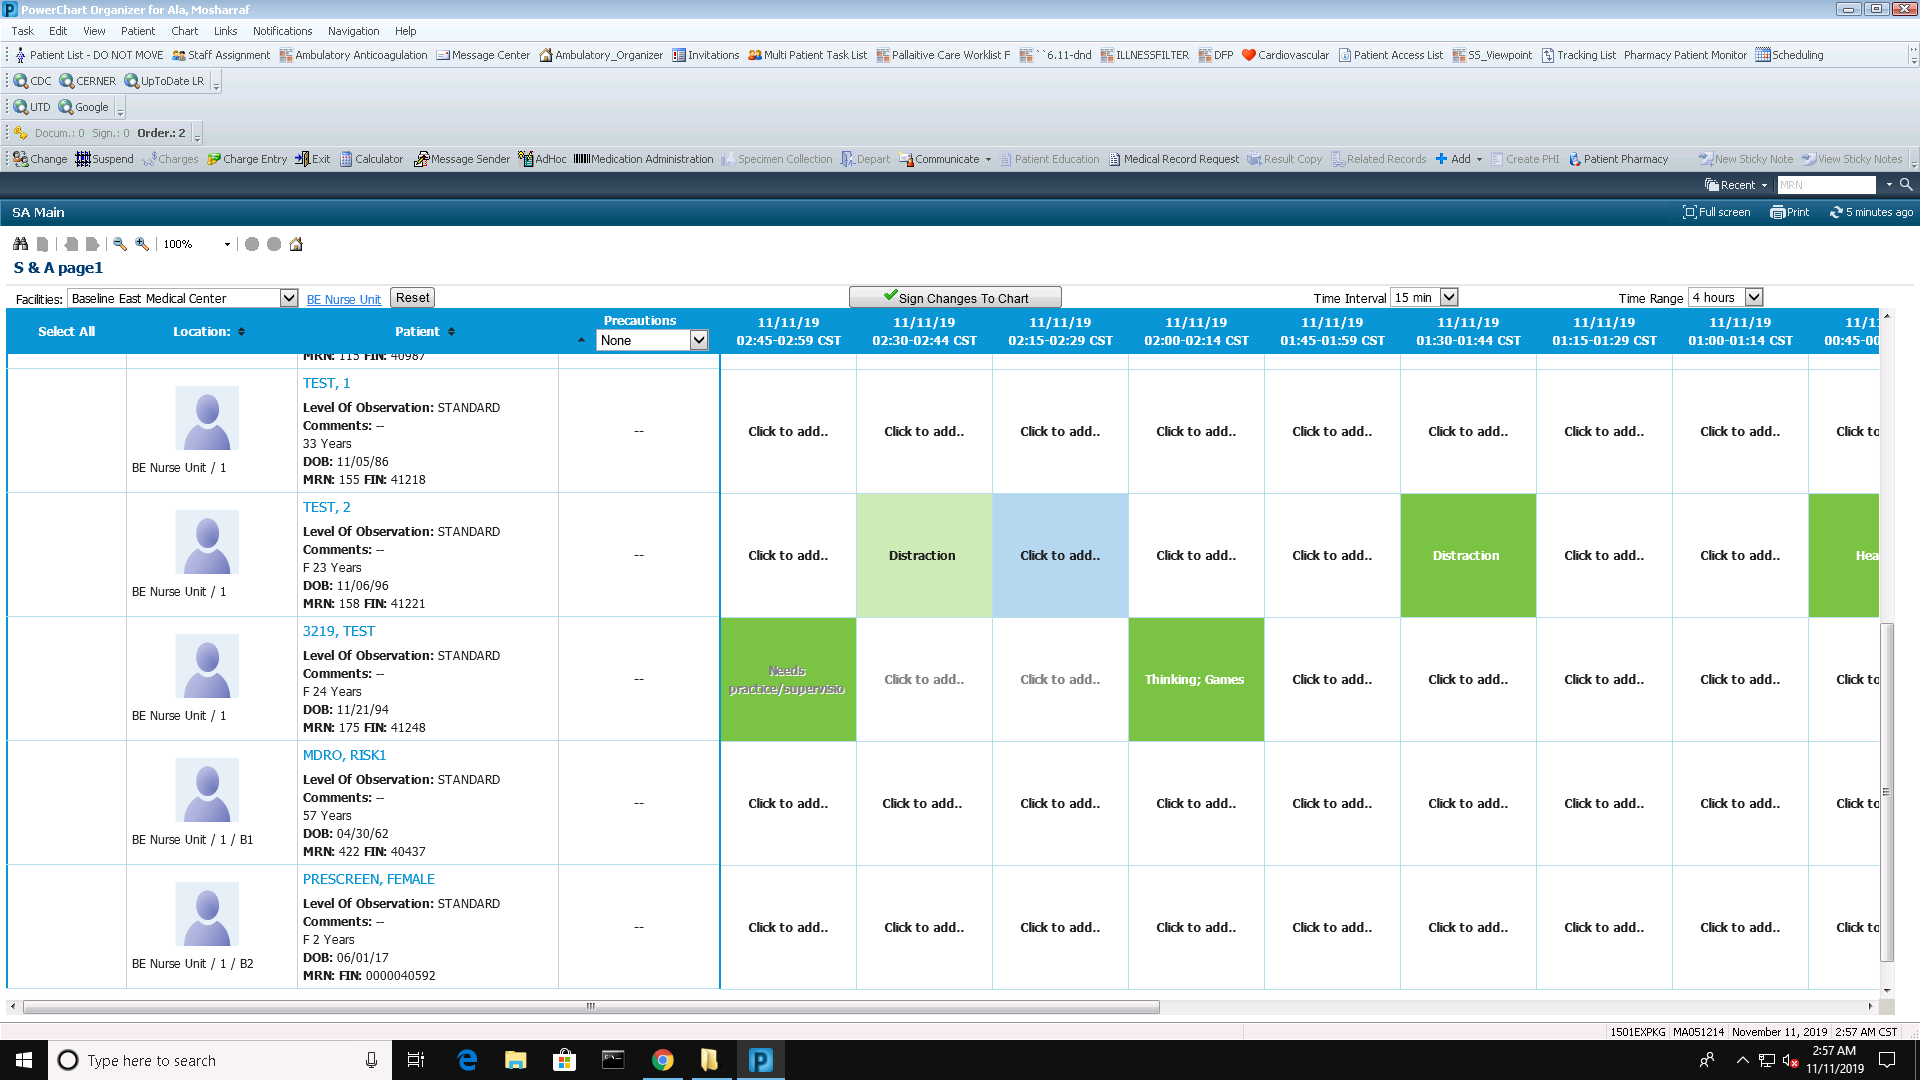 PowerChart Organizer for Ala, Mosharraf
Task Edit View Patient Chart Links Notifications Navigation Help
Patient List - DO NOT MOVE Staff Assignment Ambulatory Anticoagulation Message Center Ambulatory_Organizer Invitations Multi Patient Task List Pallaitive Care Worklist F ``6.11-dnd ILLNESSFILTER DFP Cardiovascular Patient Access List SS_Viewpoint Tracking List Pharmacy Patient Monitor Scheduling
CDC CERNER UpToDate LR
UTD Google
Docum.: 0 Sign.: 0 Order.: 2
Change Suspend Charges Charge Entry Exit Calculator Message Sender AdHoc Medication Administration Specimen Collection Depart Communicate Patient Education Medical Record Request Result Copy Related Records Add Create PHI Patient Pharmacy New Sticky Note View Sticky Notes
Recent MRN
SA Main Full screen Print 5 minutes ago
100%
S & A page1
Facilities: Baseline East Medical Center BE Nurse Unit Reset Sign Changes To Chart Time Interval 15 min Time Range 4 hours
Select All Location: Patient Precautions None
11/11/19 11/11/19 11/11/19 11/11/19 11/11/19 11/11/19 11/11/19 11/11/19 11/1
02:45-02:59 CST 02:30-02:44 CST 02:15-02:29 CST 02:00-02:14 CST 01:45-01:59 CST 01:30-01:44 CST 01:15-01:29 CST 01:00-01:14 CST 00:45-00
MRN: 115 FIN: 40987
TEST, 1
Level Of Observation: STANDARD
Comments: --
33 Years
DOB: 11/05/86
MRN: 155 FIN: 41218
BE Nurse Unit / 1
-- Click to add.. Click to add.. Click to add.. Click to add.. Click to add.. Click to add.. Click to add.. Click to add.. Click to
TEST, 2
Level Of Observation: STANDARD
Comments: --
F 23 Years
DOB: 11/06/96
MRN: 158 FIN: 41221
BE Nurse Unit / 1
-- Click to add.. Distraction Click to add.. Click to add.. Click to add.. Distraction Click to add.. Click to add.. Hea
3219, TEST
Level Of Observation: STANDARD
Comments: --
F 24 Years
DOB: 11/21/94
MRN: 175 FIN: 41248
BE Nurse Unit / 1
-- Needs practice/supervisio Click to add.. Click to add.. Thinking; Games Click to add.. Click to add.. Click to add.. Click to add.. Click to
MDRO, RISK1
Level Of Observation: STANDARD
Comments: --
57 Years
DOB: 04/30/62
MRN: 422 FIN: 40437
BE Nurse Unit / 1 / B1
-- Click to add.. Click to add.. Click to add.. Click to add.. Click to add.. Click to add.. Click to add.. Click to add.. Click to
PRESCREEN, FEMALE
Level Of Observation: STANDARD
Comments: --
F 2 Years
DOB: 06/01/17
MRN: FIN: 0000040592
BE Nurse Unit / 1 / B2
-- Click to add.. Click to add.. Click to add.. Click to add.. Click to add.. Click to add.. Click to add.. Click to add.. Click to
1501EXPKG MA051214 November 11, 2019 2:57 AM CST
Type here to search
2:57 AM
11/11/2019